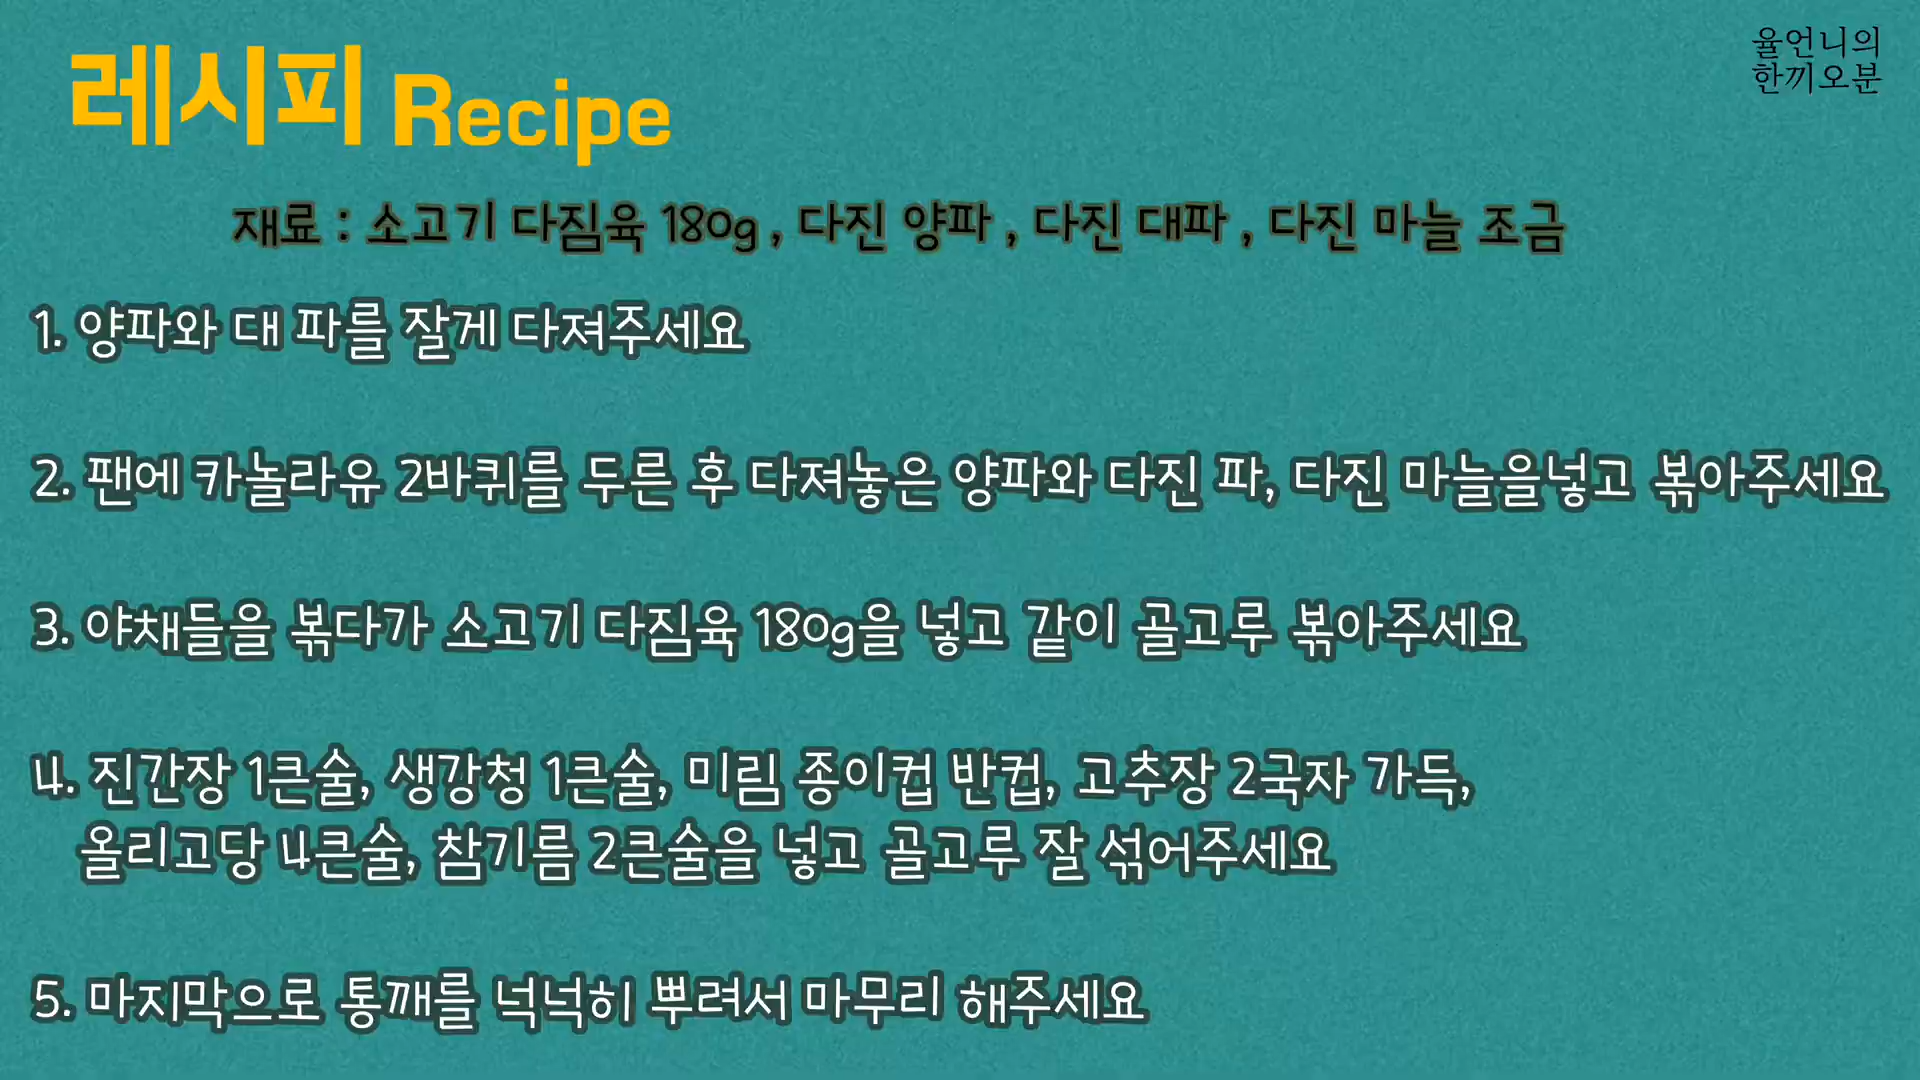 레시피 Recipe
율언니의
한끼오분
재료 : 소고기 다짐육 180g , 다진 양파 , 다진 대파 , 다진 마늘 조금
1. 양파와 대 파를 잘게 다져주세요
2. 팬에 카놀라유 2바퀴를 두른 후 다져놓은 양파와 다진 파, 다진 마늘을넣고 볶아주세요
3. 야채들을 볶다가 소고기 다짐육 180g을 넣고 같이 골고루 볶아주세요
4. 진간장 1큰술, 생강청 1큰술, 미림 종이컵 반컵, 고추장 2국자 가득,
올리고당 4큰술, 참기름 2큰술을 넣고 골고루 잘 섞어주세요
5. 마지막으로 통깨를 넉넉히 뿌려서 마무리 해주세요